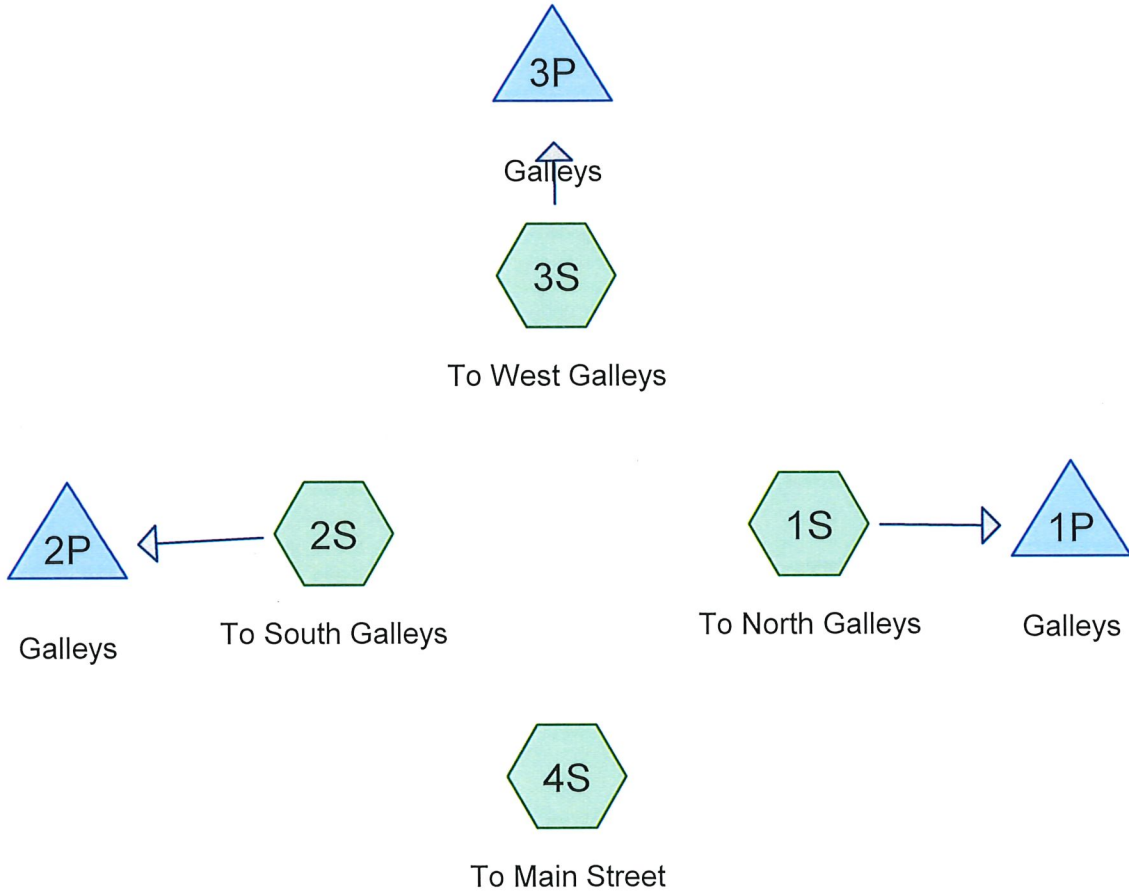 3P
Galleys
3S
To West Galleys
2P
2S
1S
1P
Galleys
To South Galleys
To North Galleys
Galleys
4S
To Main Street